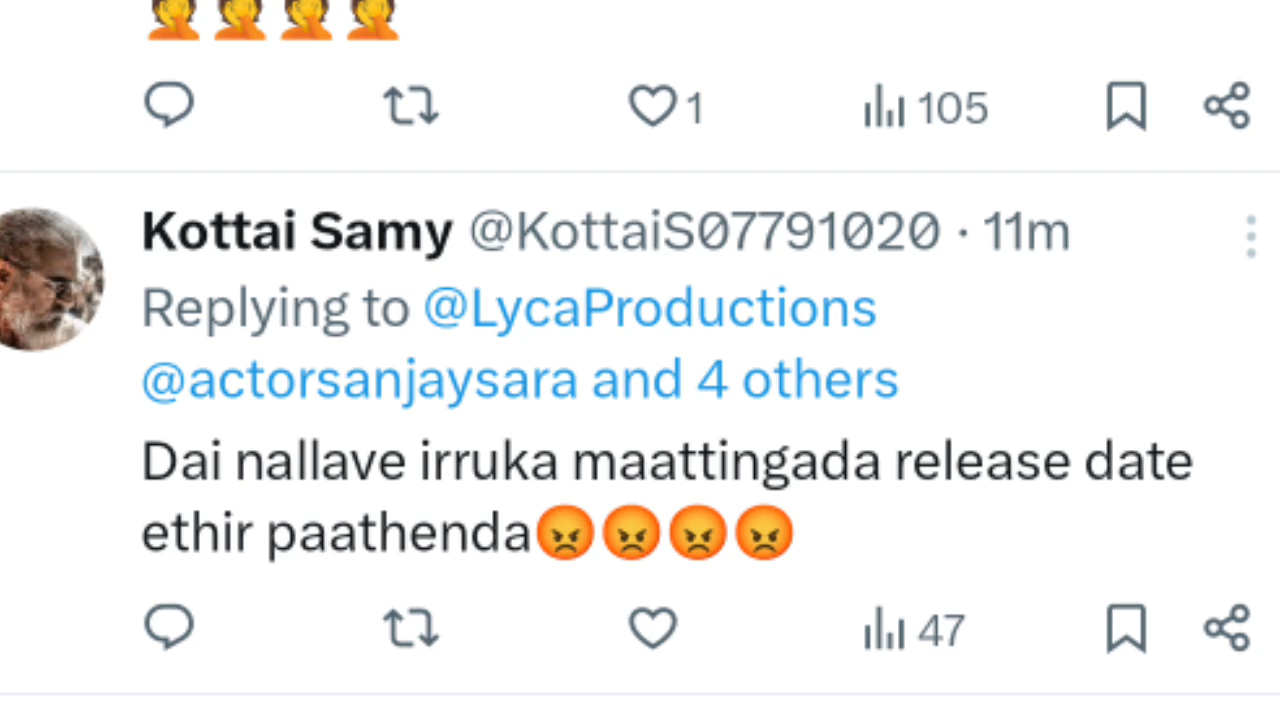 🤦🤦🤦🤦
1 105
Kottai Samy @KottaiS07791020 · 11m
Replying to @LycaProductions
@actorsanjaysara and 4 others
Dai nallave irruka maattingada release date
ethir paathenda😡😡😡😡
47